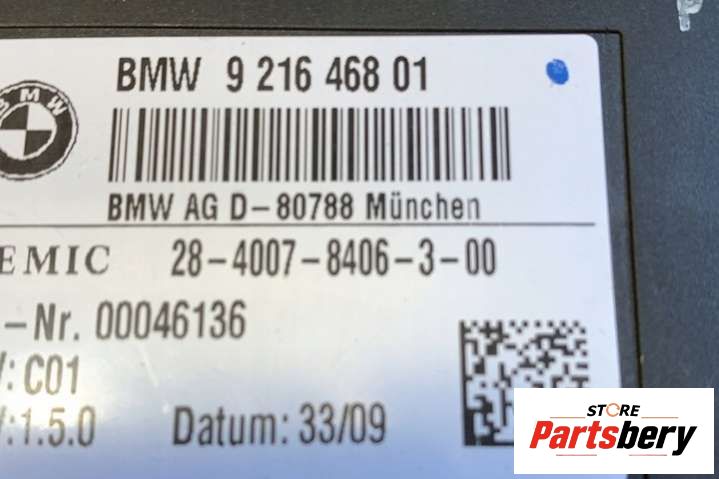 BMW
BMW 9 216 468 01
BMW AG D-80788 München
EMIC 28-4007-8406-3-00
-Nr. 00046136
: C01
:1.5.0 Datum: 33/09
STORE
Partsbery